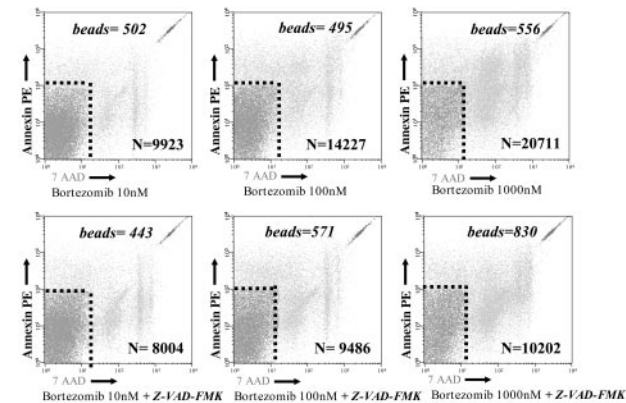 beads= 502
Annexin PE
N=9923
7 AAD
Bortezomib 10nM
beads= 495
Annexin PE
N=14227
7 AAD
Bortezomib 100nM
beads=556
Annexin PE
N=20711
7 AAD
Bortezomib 1000nM
beads= 443
Annexin PE
N= 8004
7 AAD
Bortezomib 10nM + Z-VAD-FMK
beads=571
Annexin PE
N= 9486
7 AAD
Bortezomib 100nM + Z-VAD-FMK
beads=830
Annexin PE
N=10202
7 AAD
Bortezomib 1000nM + Z-VAD-FMK